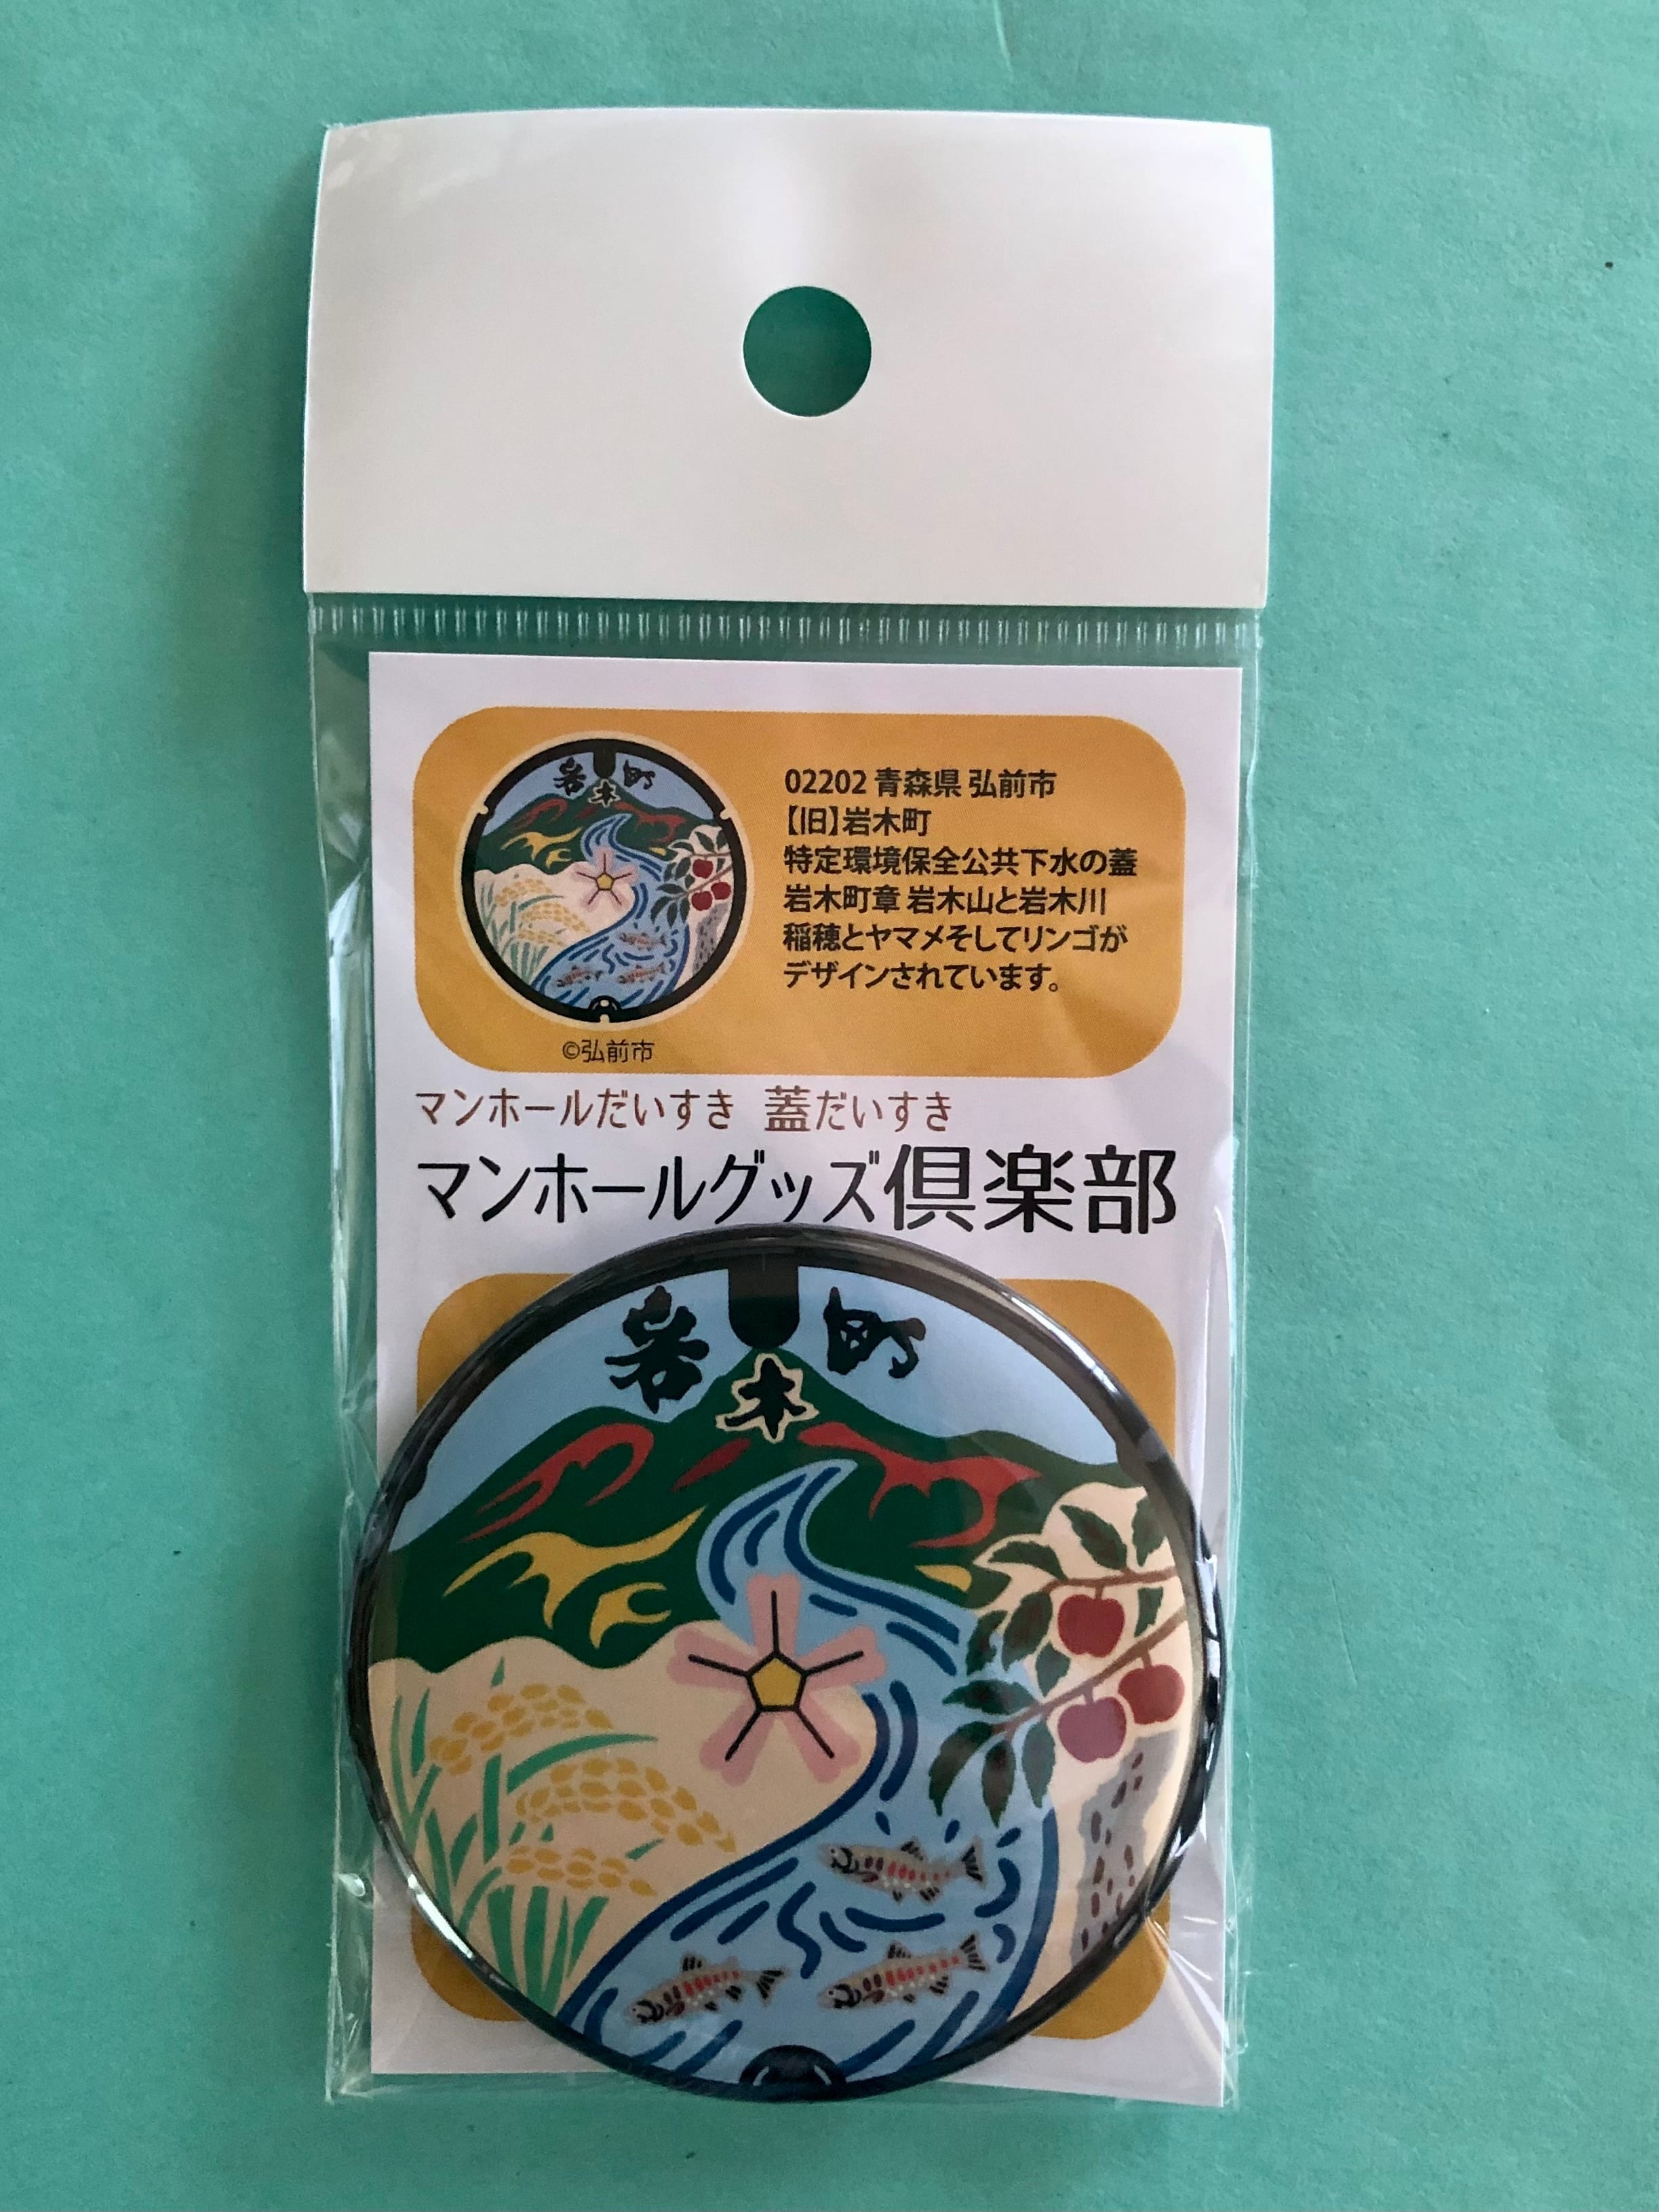 岩木町
02202 青森県 弘前市
【旧】岩木町
特定環境保全公共下水の蓋
岩木町章 岩木山と岩木川
稲穂とヤマメそしてリンゴが
デザインされています。
©弘前市
マンホールだいすき 蓋だいすき
マンホールグッズ倶楽部
岩木町